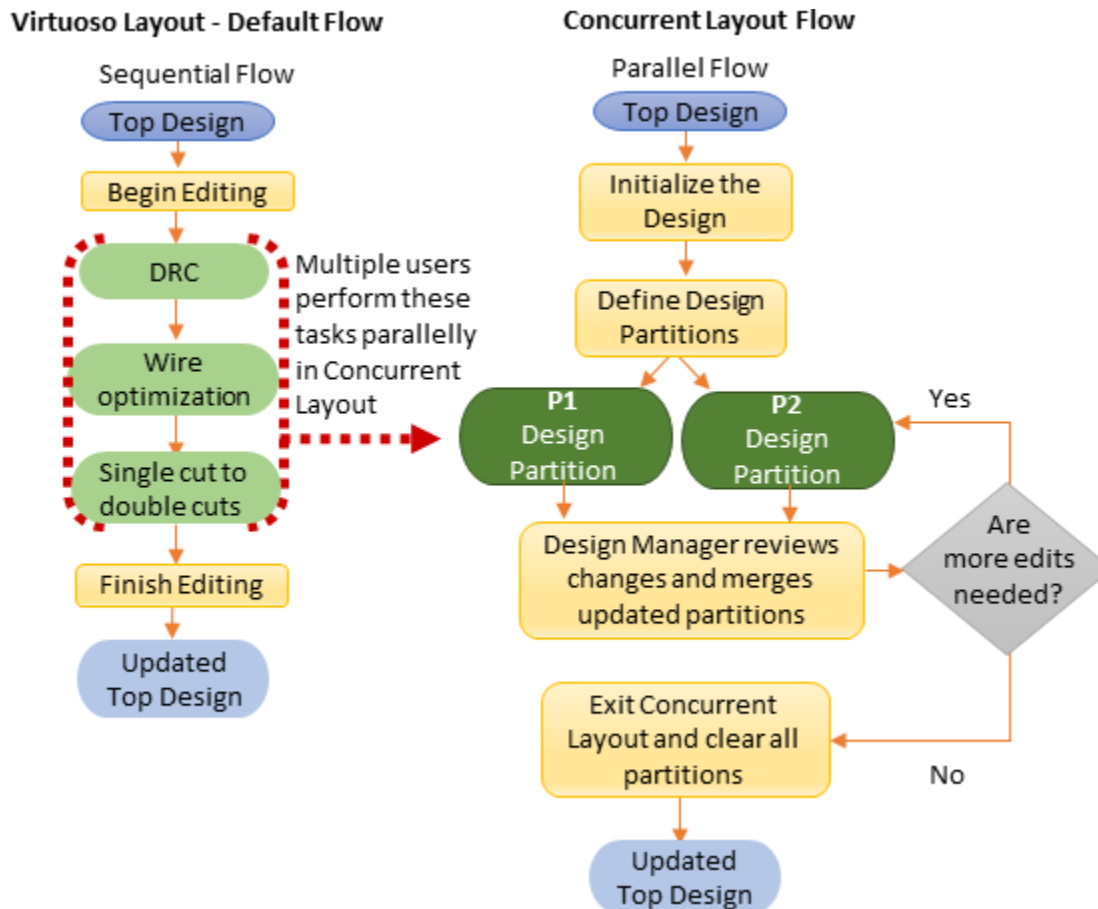 Virtuoso Layout - Default Flow
Sequential Flow
Top Design
Begin Editing
DRC
Wire
optimization
Single cut to
double cuts
Finish Editing
Updated
Top Design
Multiple users
perform these
tasks parallelly
in Concurrent
Layout
Concurrent Layout Flow
Parallel Flow
Top Design
Initialize the
Design
Define Design
Partitions
P1
Design
Partition
P2
Design
Partition
Yes
Design Manager reviews
changes and merges
updated partitions
Are
more edits
needed?
No
Exit Concurrent
Layout and clear all
partitions
Updated
Top Design